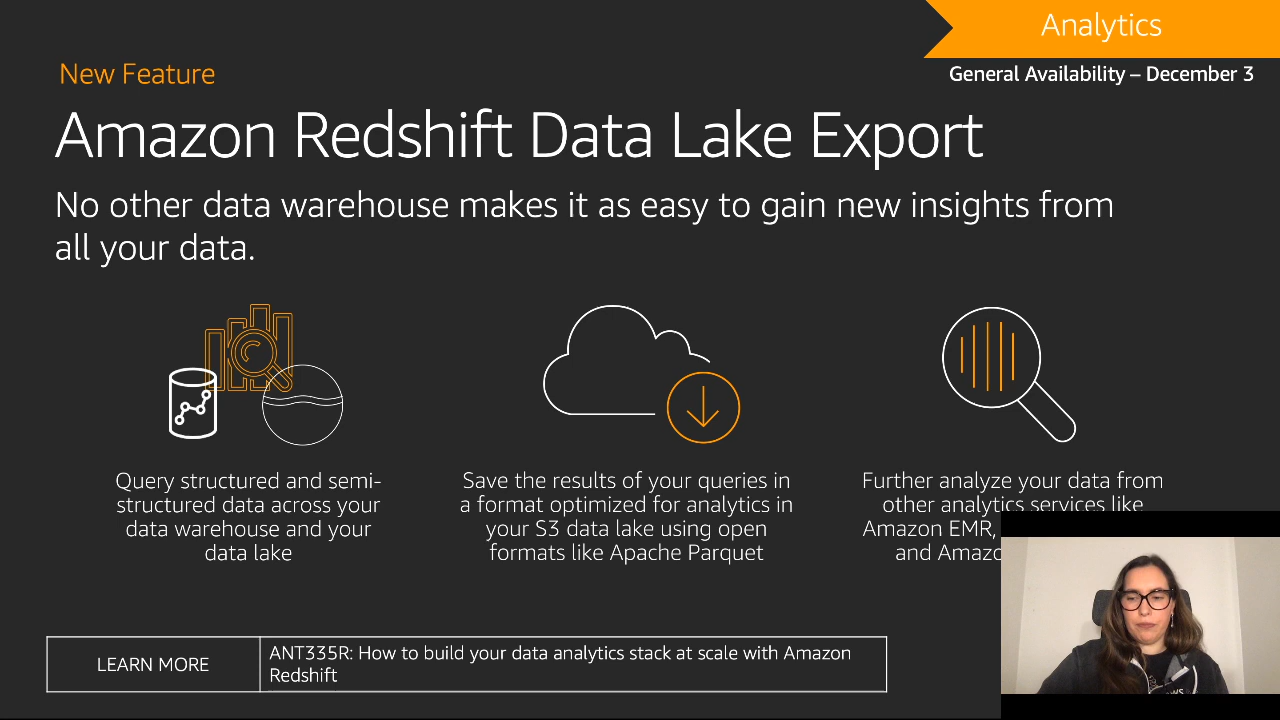 Analytics
New Feature
General Availability – December 3
Amazon Redshift Data Lake Export
No other data warehouse makes it as easy to gain new insights from
all your data.
Query structured and semi-
structured data across your
data warehouse and your
data lake
Save the results of your queries in
a format optimized for analytics in
your S3 data lake using open
formats like Apache Parquet
Further analyze your data from
other analytics services like
Amazon EMR,
and
LEARN MORE
ANT335R: How to build your data analytics stack at scale with Amazon
Redshift